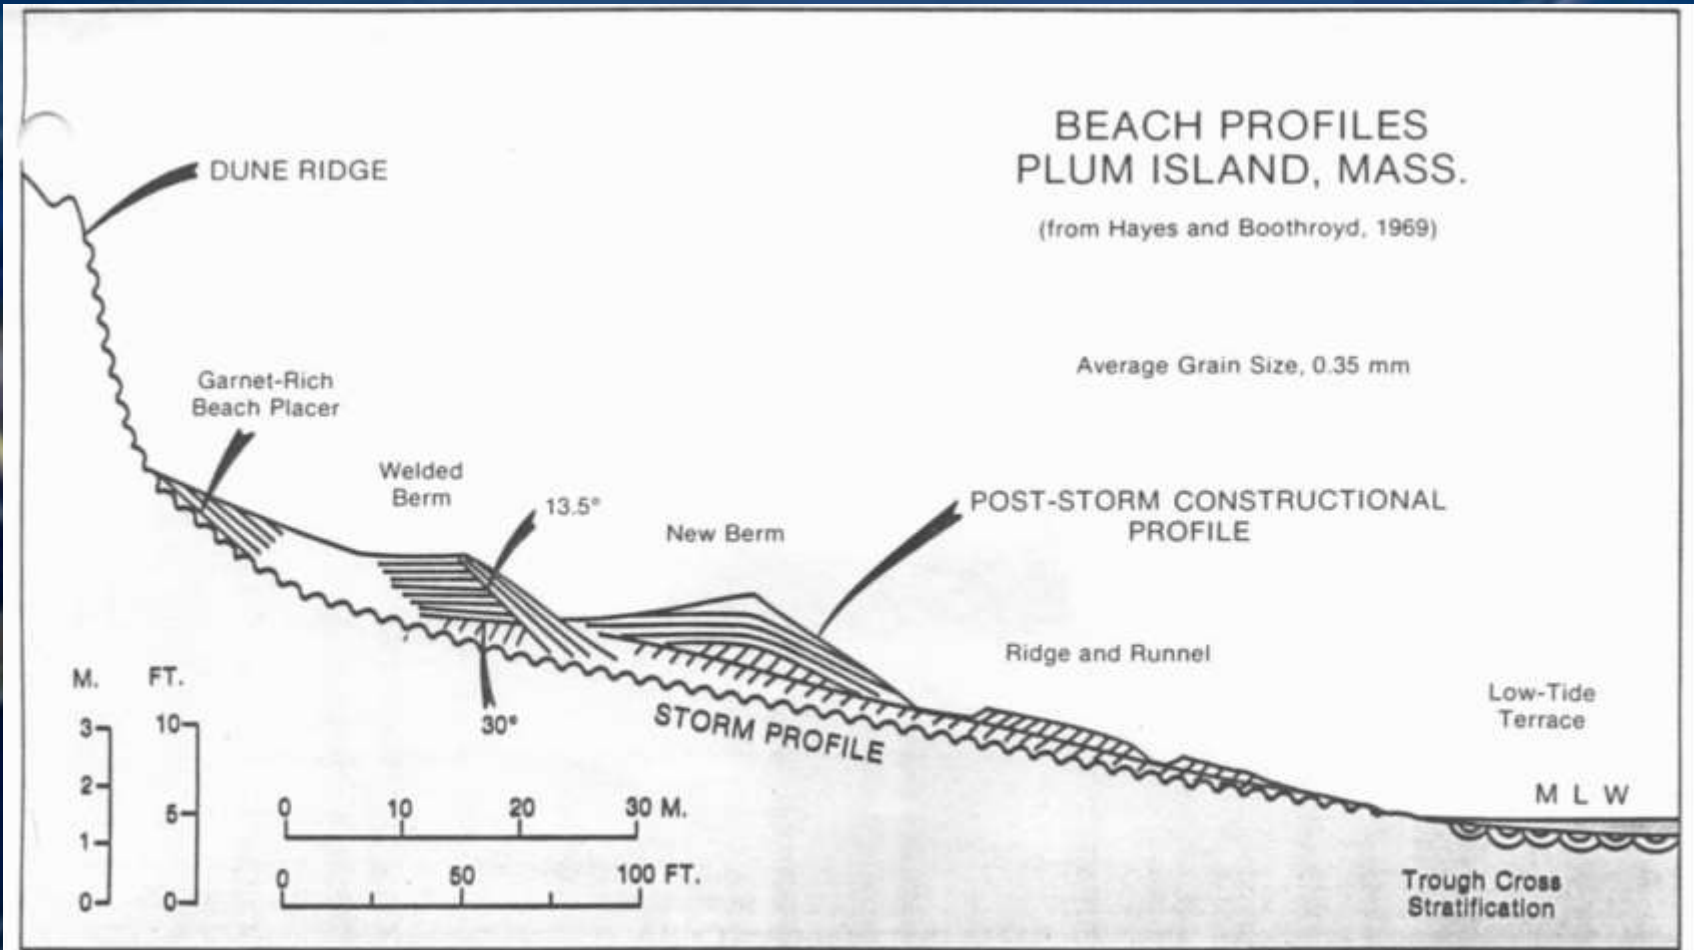 BEACH PROFILES
PLUM ISLAND, MASS.
(from Hayes and Boothroyd, 1969)
DUNE RIDGE
Average Grain Size, 0.35 mm
Garnet-Rich
Beach Placer
Welded
Berm
13.5°
New Berm
POST-STORM CONSTRUCTIONAL
PROFILE
Ridge and Runnel
Low-Tide
Terrace
30°
STORM PROFILE
M L W
Trough Cross
Stratification
M. FT.
3 10
2
5
1
0 0
0 10 20 30 M.
0 50 100 FT.